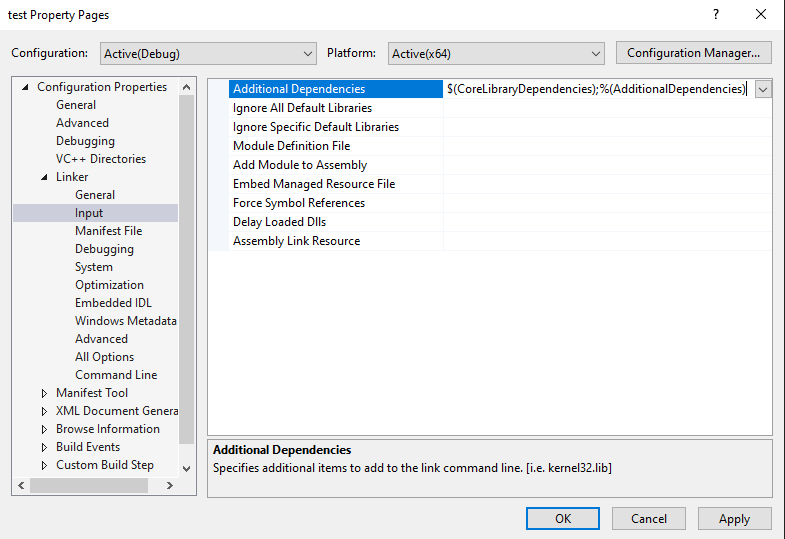 test Property Pages
? 
Configuration: Active(Debug) Platform: Active(x64) Configuration Manager...
Configuration Properties
General
Advanced
Debugging
VC++ Directories
Linker
General
Input
Manifest File
Debugging
System
Optimization
Embedded IDL
Windows Metadata
Advanced
All Options
Command Line
Manifest Tool
XML Document Genera
Browse Information
Build Events
Custom Build Step
Additional Dependencies $(CoreLibraryDependencies);%(AdditionalDependencies)
Ignore All Default Libraries
Ignore Specific Default Libraries
Module Definition File
Add Module to Assembly
Embed Managed Resource File
Force Symbol References
Delay Loaded Dlls
Assembly Link Resource
Additional Dependencies
Specifies additional items to add to the link command line. [i.e. kernel32.lib]
OK Cancel Apply